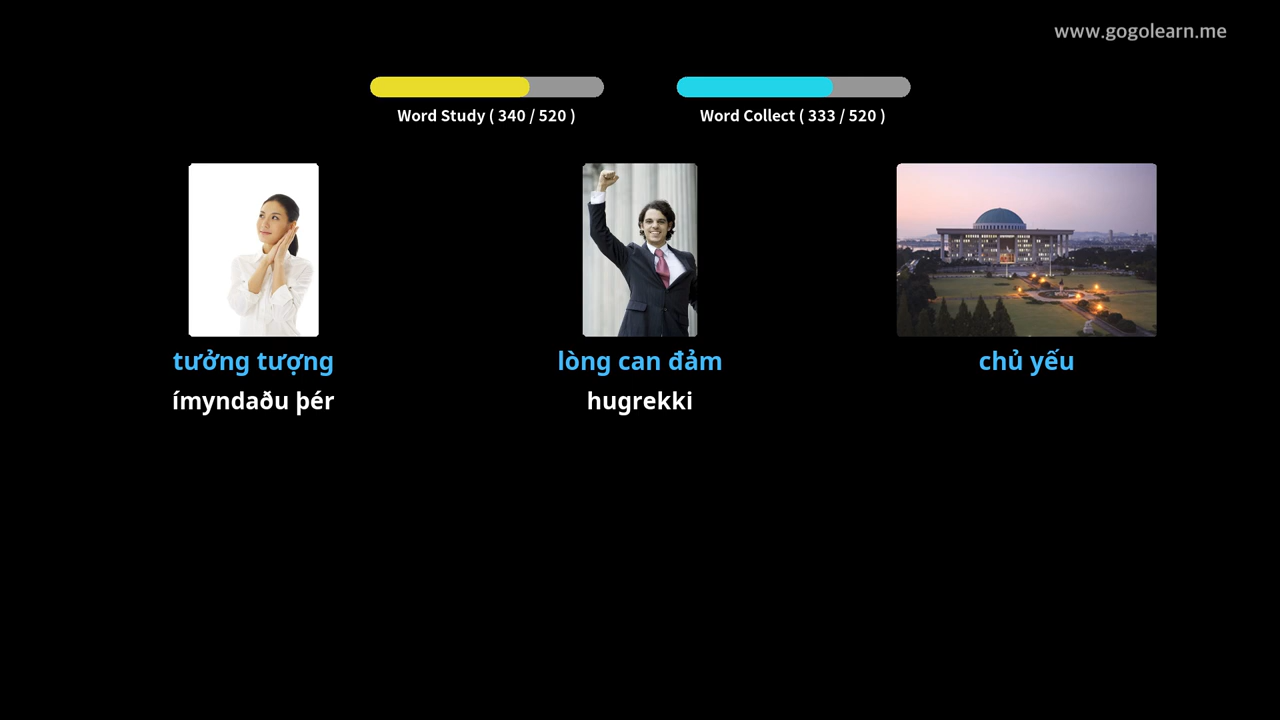 www.gogolearn.me
Word Study ( 340 / 520 )
Word Collect ( 333 / 520 )
tưởng tượng
ímyndaðu þér
lòng can đảm
hugrekki
chủ yếu